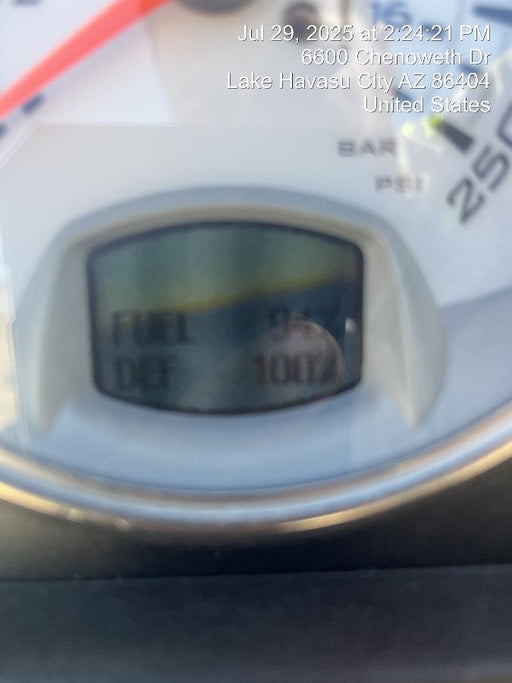 Jul 29, 2025 at 2:24:21 PM
6600 Chenoweth Dr
Lake Havasu City AZ 86404
United States
16
BAR
PSI
250
FUEL 94%
DEF 100%